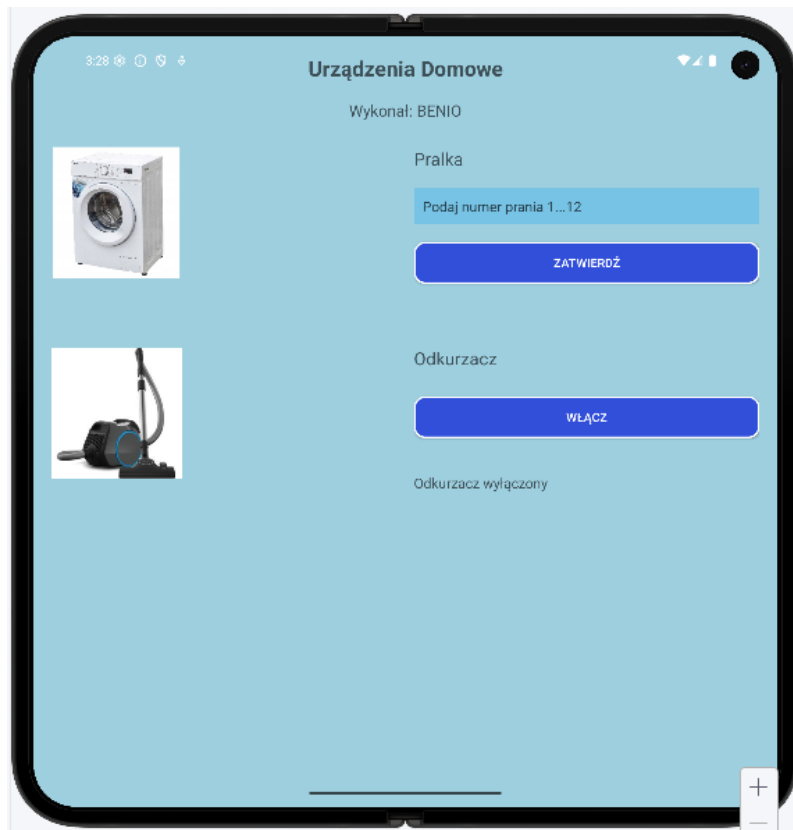 3:28
Urządzenia Domowe
Wykonał: BENIO
Pralka
Podaj numer prania 1...12
ZATWIERDŹ
Odkurzacz
WŁĄCZ
Odkurzacz wyłączony